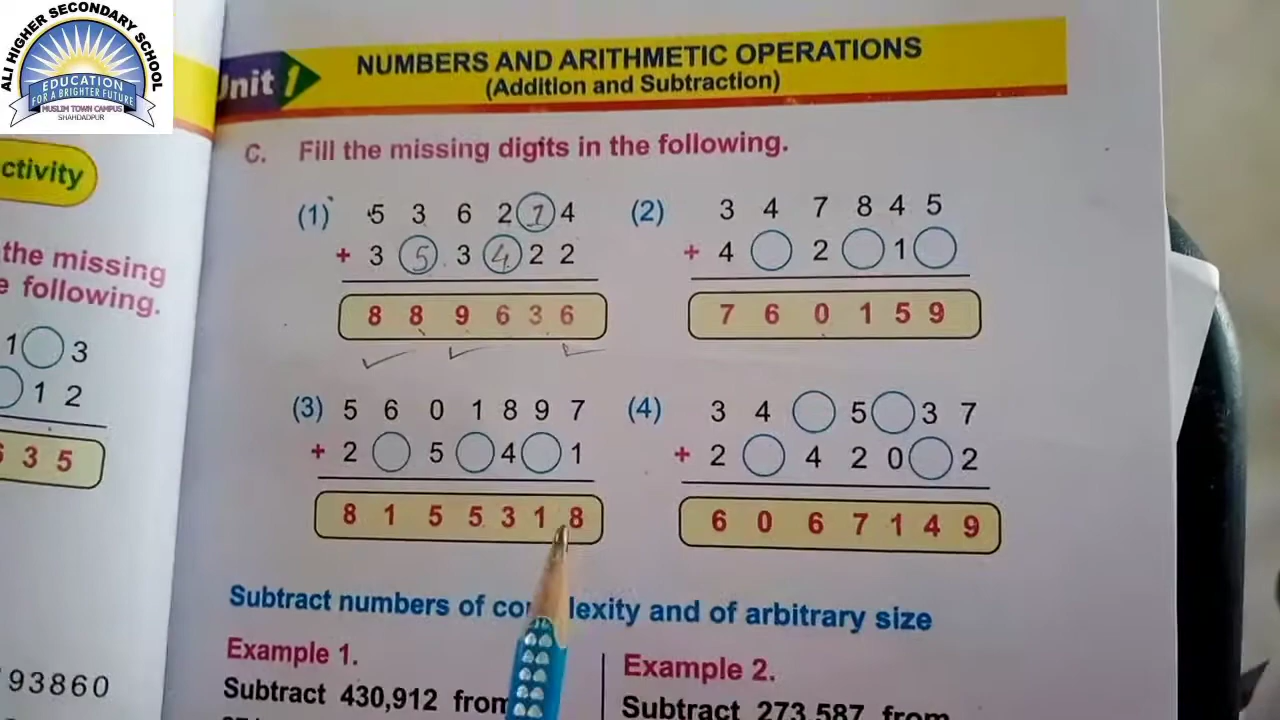 ALI HIGHER SECONDARY SCHOOL
EDUCATION
FOR A BRIGHTER FUTURE
MUSLIM TOWN CAMPUS
SHAHDADPUR
Unit 1
NUMBERS AND ARITHMETIC OPERATIONS
(Addition and Subtraction)
ctivity
the missing
e following.
1 3
1 2
3 5
93860
C. Fill the missing digits in the following.
(1) 5 3 6 2 1 4
+ 3 5 3 4 2 2
8 8 9 6 3 6
(2) 3 4 7 8 4 5
+ 4 2 1
7 6 0 1 5 9
(3) 5 6 0 1 8 9 7
+ 2 5 4 1
8 1 5 5 3 1 8
(4) 3 4 5 3 7
+ 2 4 2 0 2
6 0 6 7 1 4 9
Subtract numbers of co lexity and of arbitrary size
Example 1.
Subtract 430,912 from
Example 2.
Subtract 273,587 from